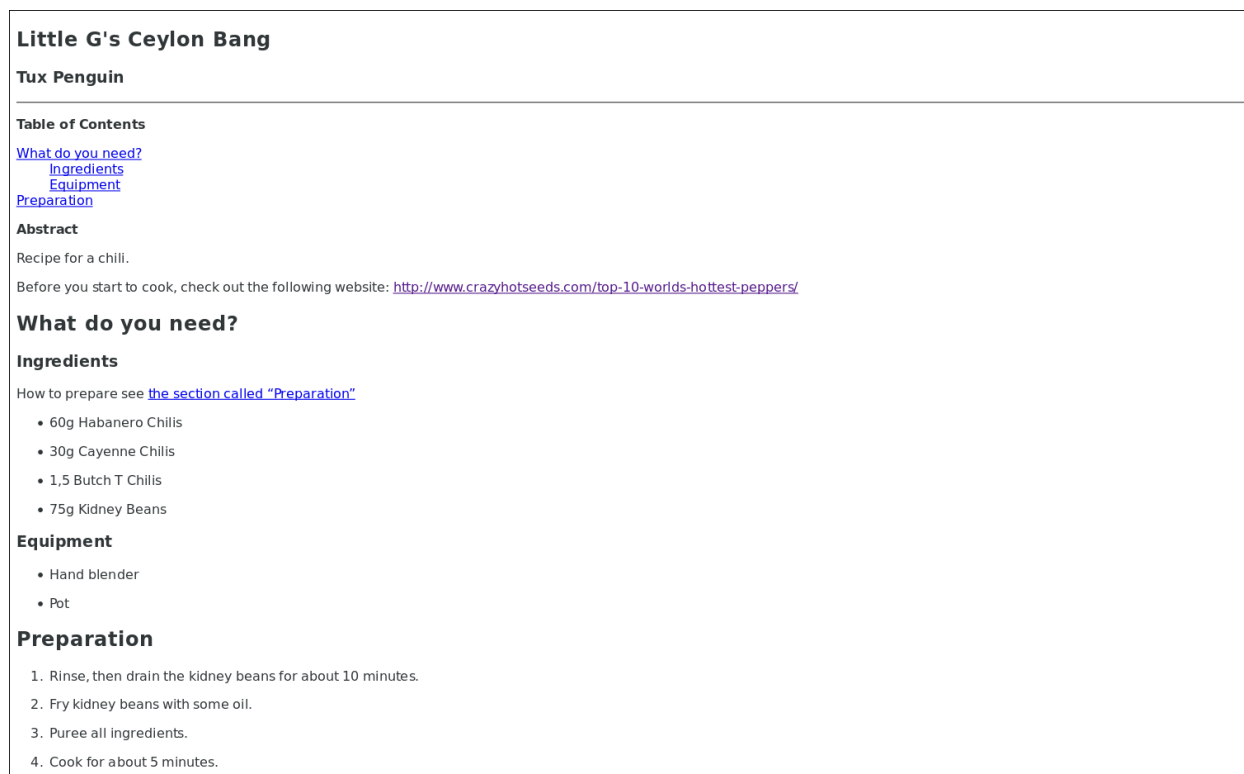 Little G's Ceylon Bang
Tux Penguin
Table of Contents
What do you need?
Ingredients
Equipment
Preparation
Abstract
Recipe for a chili.
Before you start to cook, check out the following website: http://www.crazyhotseeds.com/top-10-worlds-hottest-peppers/
What do you need?
Ingredients
How to prepare see the section called “Preparation”
• 60g Habanero Chilis
• 30g Cayenne Chilis
• 1,5 Butch T Chilis
• 75g Kidney Beans
Equipment
• Hand blender
• Pot
Preparation
1. Rinse, then drain the kidney beans for about 10 minutes.
2. Fry kidney beans with some oil.
3. Puree all ingredients.
4. Cook for about 5 minutes.